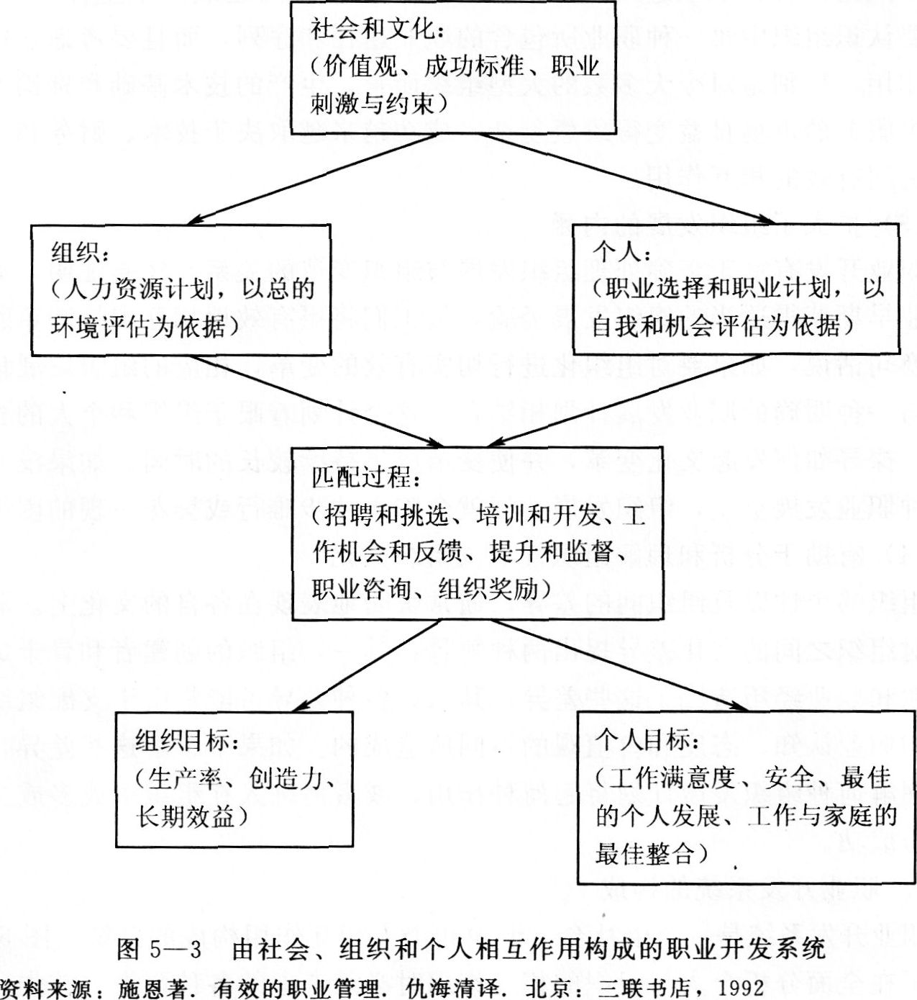 社会和文化：
（价值观、成功标准、职业
刺激与约束）
组织：
（人力资源计划，以总的
环境评估为依据）
个人：
（职业选择和职业计划，以
自我和机会评估为依据）
匹配过程：
（招聘和挑选、培训和开发、工
作机会和反馈、提升和监督、
职业咨询、组织奖励）
组织目标：
（生产率、创造力、
长期效益）
个人目标：
（工作满意度、安全、最佳
的个人发展、工作与家庭的
最佳整合）
图 5—3 由社会、组织和个人相互作用构成的职业开发系统
资料来源：施恩著．有效的职业管理．仇海清译．北京：三联书店，1992